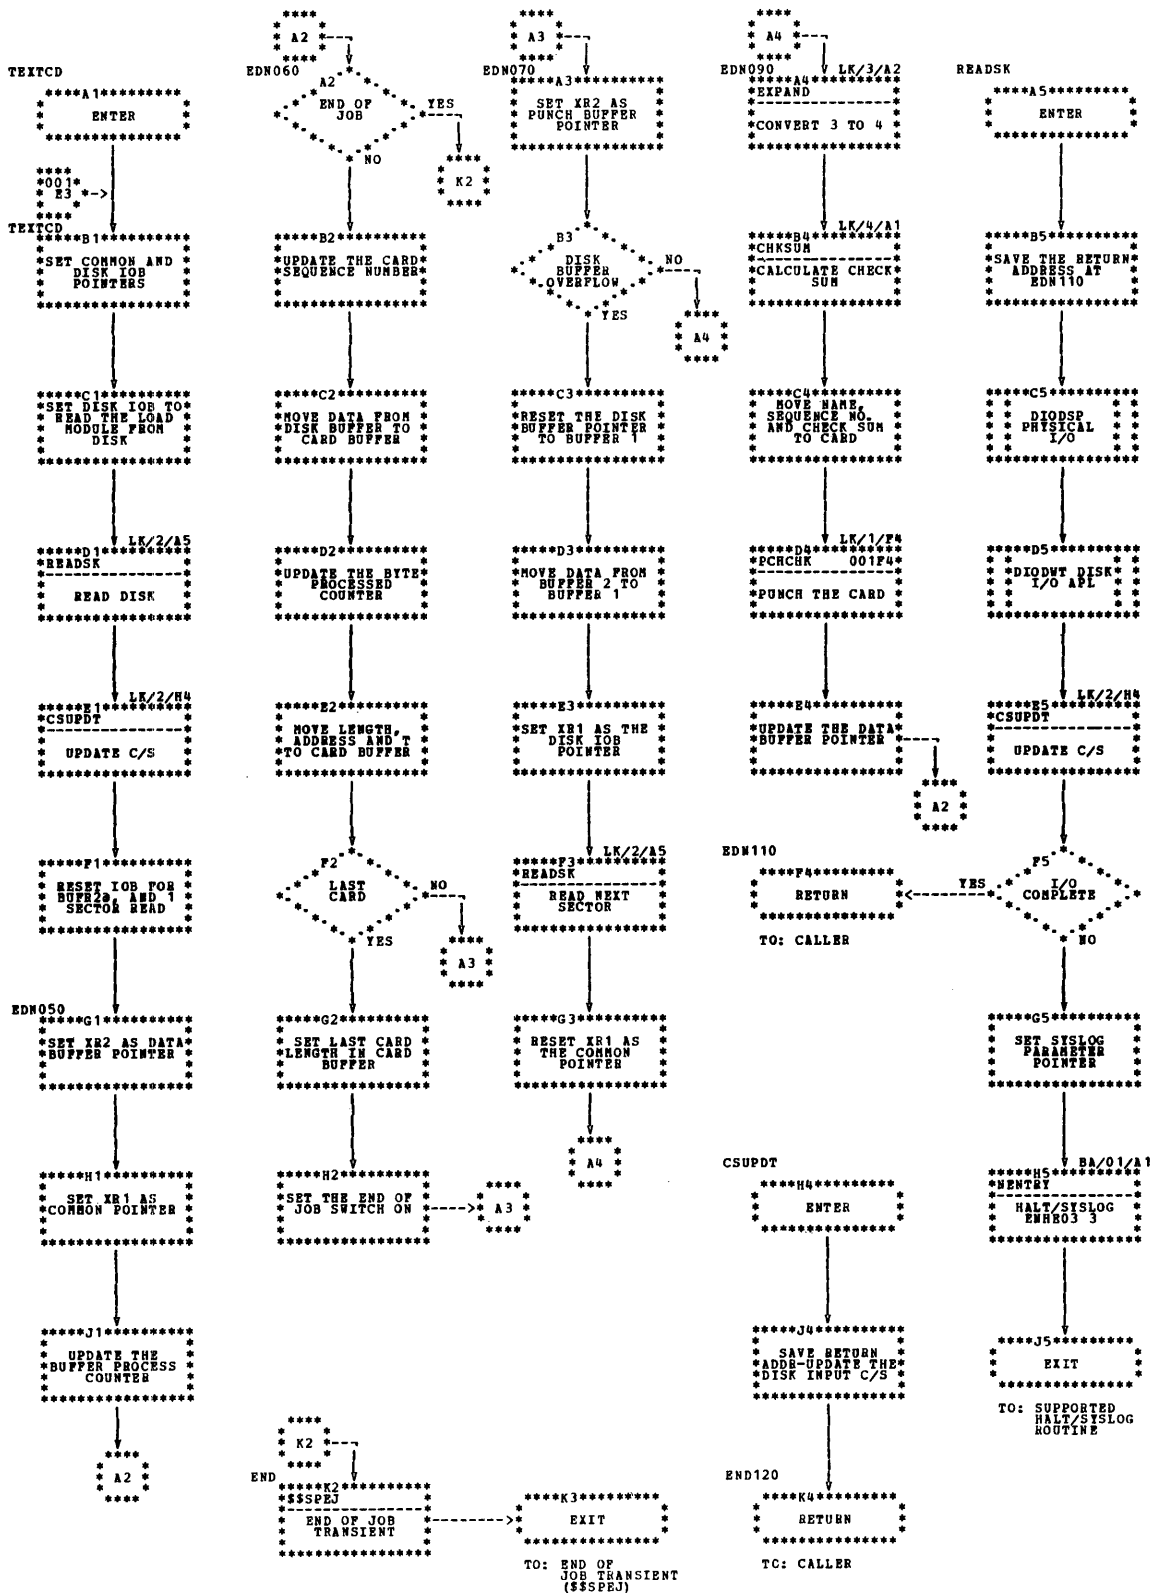 TEXTCD
A1
ENTER
001
E3
TEXTCD
B1
SET COMMON AND
DISK IOB
POINTERS
C1
SET DISK IOB TO
READ THE LOAD
MODULE FROM
DISK
LK/2/A5
D1
READSK
READ DISK
LK/2/H4
E1
CSUPDT
UPDATE C/S
F1
RESET IOB FOR
BUFR2@, AND 1
SECTOR READ
EDN050
G1
SET XR2 AS DATA
BUFFER POINTER
H1
SET XR1 AS
COMMON POINTER
J1
UPDATE THE
BUFFER PROCESS
COUNTER
A2
A2
EDN060
A2
END OF
JOB
YES
NO
K2
B2
UPDATE THE CARD
SEQUENCE NUMBER
C2
MOVE DATA FROM
DISK BUFFER TO
CARD BUFFER
D2
UPDATE THE BYTE
PROCESSED
COUNTER
E2
MOVE LENGTH,
ADDRESS AND T
TO CARD BUFFER
F2
LAST
CARD
NO
YES
A3
G2
SET LAST CARD
LENGTH IN CARD
BUFFER
H2
SET THE END OF
JOB SWITCH ON
A3
K2
END
K2
$$SPEJ
END OF JOB
TRANSIENT
A3
EDN070
A3
SET XR2 AS
PUNCH BUFFER
POINTER
B3
DISK
BUFFER
OVERFLOW
NO
YES
A4
C3
RESET THE DISK
BUFFER POINTER
TO BUFFER 1
D3
MOVE DATA FROM
BUFFER 2 TO
BUFFER 1
E3
SET XR1 AS THE
DISK IOB
POINTER
LK/2/A5
F3
READSK
READ NEXT
SECTOR
G3
RESET XR1 AS
THE COMMON
POINTER
A4
K3
EXIT
TO: END OF
JOB TRANSIENT
($$SPEJ)
A4
EDN090
LK/3/A2
A4
EXPAND
CONVERT 3 TO 4
LK/4/A1
B4
CHKSUM
CALCULATE CHECK
SUM
C4
MOVE NAME,
SEQUENCE NO.
AND CHECK SUM
TO CARD
LK/1/F4
D4
PCHCHK 001F4
PUNCH THE CARD
E4
UPDATE THE DATA
BUFFER POINTER
A2
EDN110
F4
RETURN
TO: CALLER
CSUPDT
H4
ENTER
J4
SAVE RETURN
ADDR-UPDATE THE
DISK INPUT C/S
END120
K4
RETURN
TC: CALLER
READSK
A5
ENTER
B5
SAVE THE RETURN
ADDRESS AT
EDN110
C5
DIODSP
PHYSICAL
I/O
D5
DIODWT DISK
I/O APL
LK/2/H4
E5
CSUPDT
UPDATE C/S
F5
I/O
COMPLETE
YES
NO
G5
SET SYSLOG
PARAMETER
POINTER
BA/01/A1
H5
NENTRY
HALT/SYSLOG
ENHE03 3
J5
EXIT
TO: SUPPORTED
HALT/SYSLOG
ROUTINE